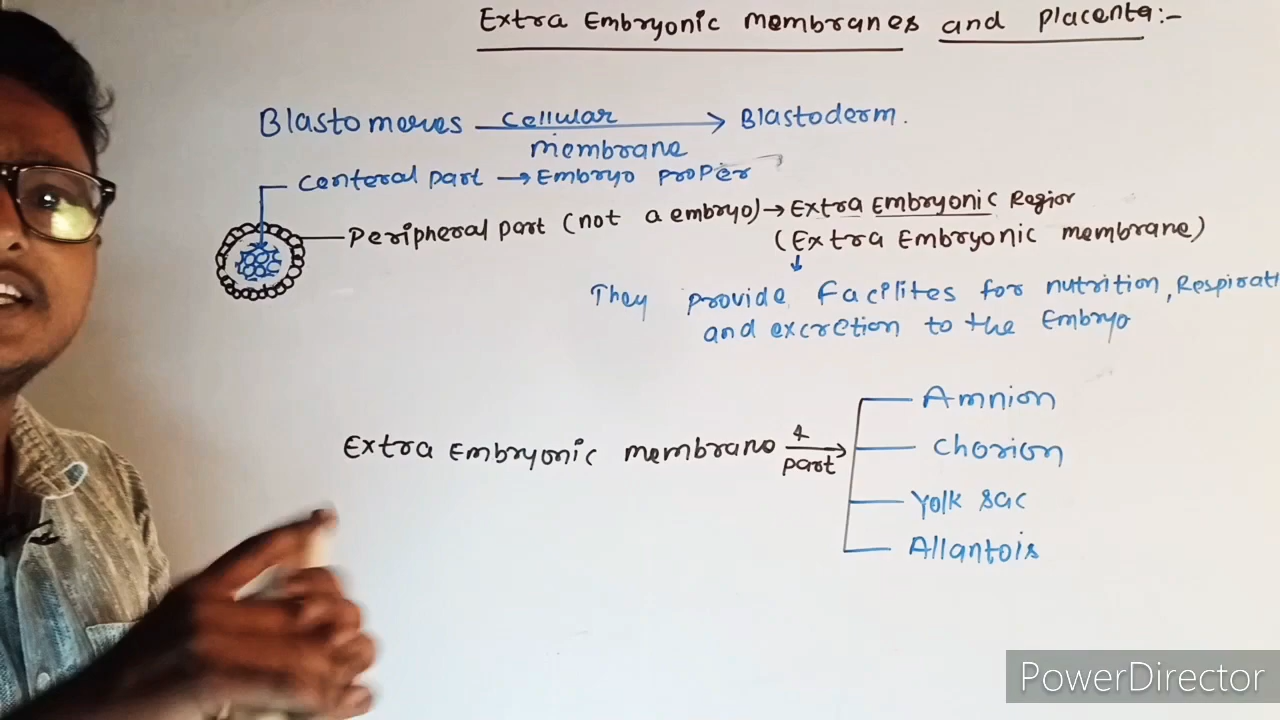 Extra Embryonic membranes and placenta:-
Blastomeres cellular membrane Blastoderm.
Centeral part → Embryo proper
Peripheral part (not a embryo) → Extra Embryonic Region
(Extra Embryonic membrane)
They provide facilites for nutrition, Respirati
and excretion to the Embryo
Extra Embryonic membrano 4 part
Amnion
Chorion
Yolk sac
Allantois
PowerDirector